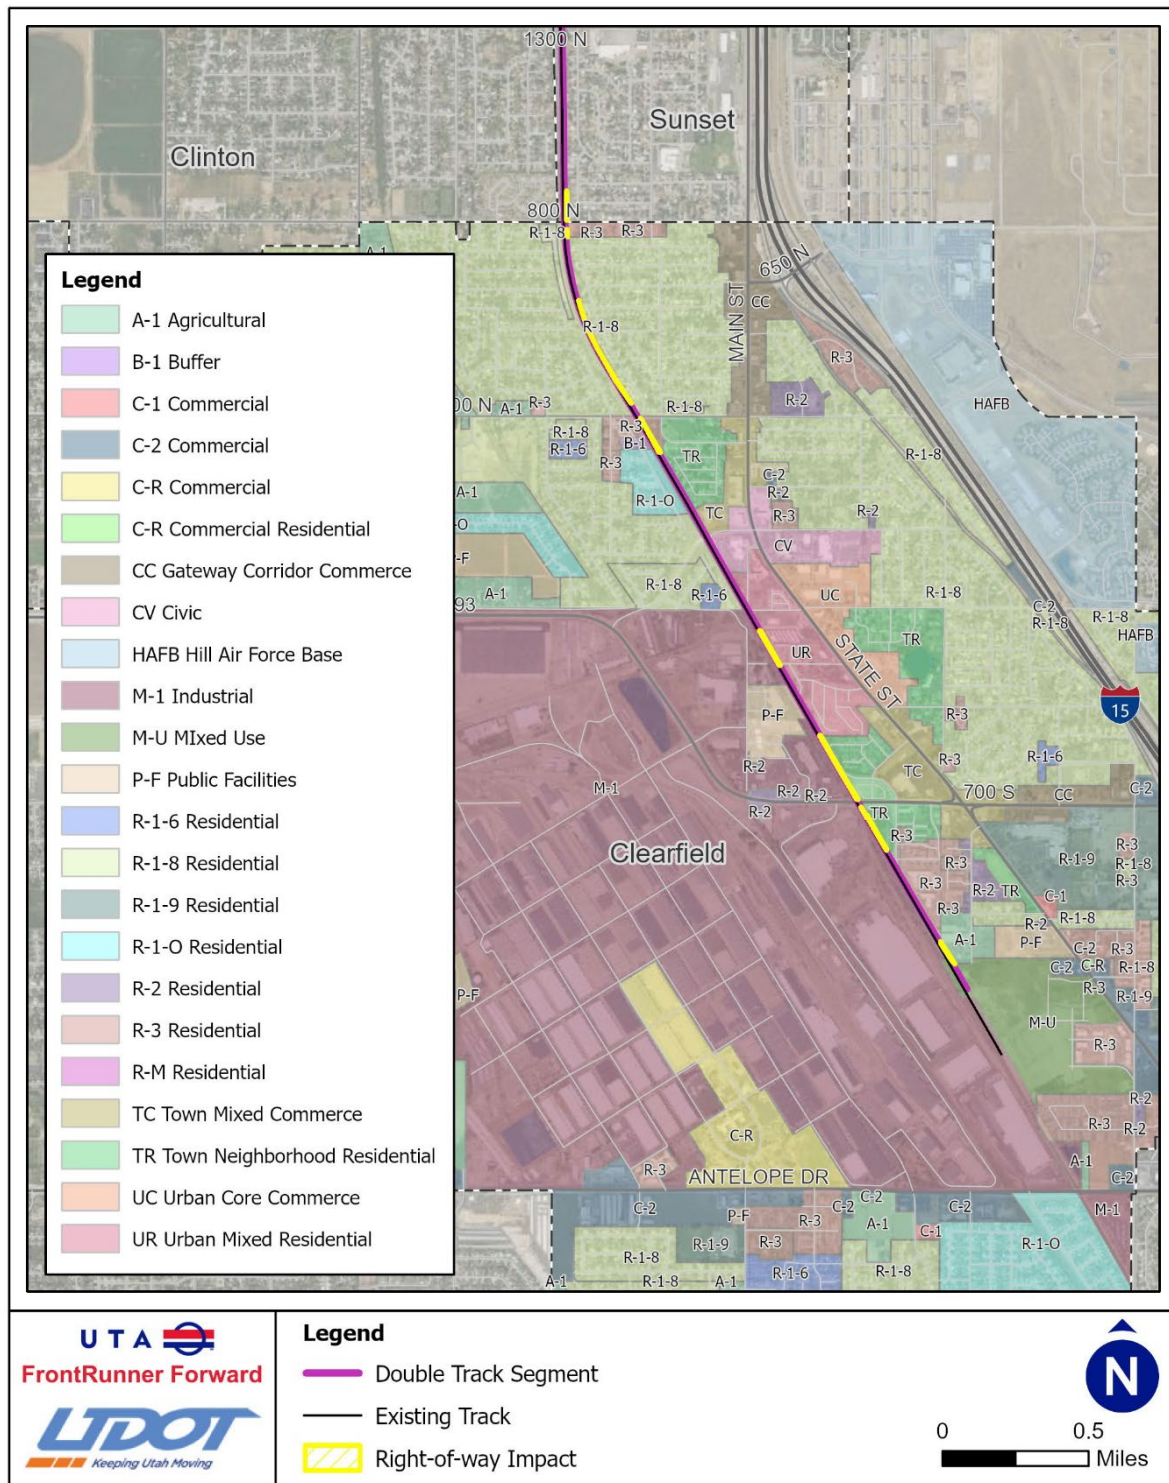 1300 N
Sunset
Clinton
800 N
R-1-8
R-3
R-3
A-1
650 N
MAIN ST
CC
R-1-8
R-3
R-2
HAFB
00 N
A-1
R-3
R-1-8
R-3
B-1
R-1-8
R-1-6
R-3
TR
R-1-8
C-2
R-2
R-1-O
A-1
TC
R-3
R-2
-O
CV
-F
R-1-8
R-1-6
UC
R-1-8
C-2
R-1-8
R-1-8
A-1
93
HAFB
TR
UR
STATE ST
15
P-F
R-3
R-1-6
R-2
TC
R-3
M-1
R-2
R-2
R-2
700 S
CC
C-2
TR
R-3
Clearfield
R-3
R-1-9
R-3
R-1-8
R-3
R-3
R-2
TR
C-1
R-3
R-1-8
R-2
A-1
P-F
C-2
R-3
C-2
C-R
R-1-8
P-F
R-3
R-1-9
M-U
R-3
R-2
R-3
R-2
C-R
A-1
R-3
C-2
ANTELOPE DR
C-2
P-F
R-3
C-2
C-2
C-2
M-1
A-1
C-1
R-1-O
R-1-8
R-1-9
R-3
R-1-6
R-1-8
A-1
R-1-8
A-1
Legend
A-1 Agricultural
B-1 Buffer
C-1 Commercial
C-2 Commercial
C-R Commercial
C-R Commercial Residential
CC Gateway Corridor Commerce
CV Civic
HAFB Hill Air Force Base
M-1 Industrial
M-U MIxed Use
P-F Public Facilities
R-1-6 Residential
R-1-8 Residential
R-1-9 Residential
R-1-O Residential
R-2 Residential
R-3 Residential
R-M Residential
TC Town Mixed Commerce
TR Town Neighborhood Residential
UC Urban Core Commerce
UR Urban Mixed Residential
UTA
FrontRunner Forward
UDOT
Keeping Utah Moving
Legend
Double Track Segment
Existing Track
Right-of-way Impact
N
0 0.5
Miles